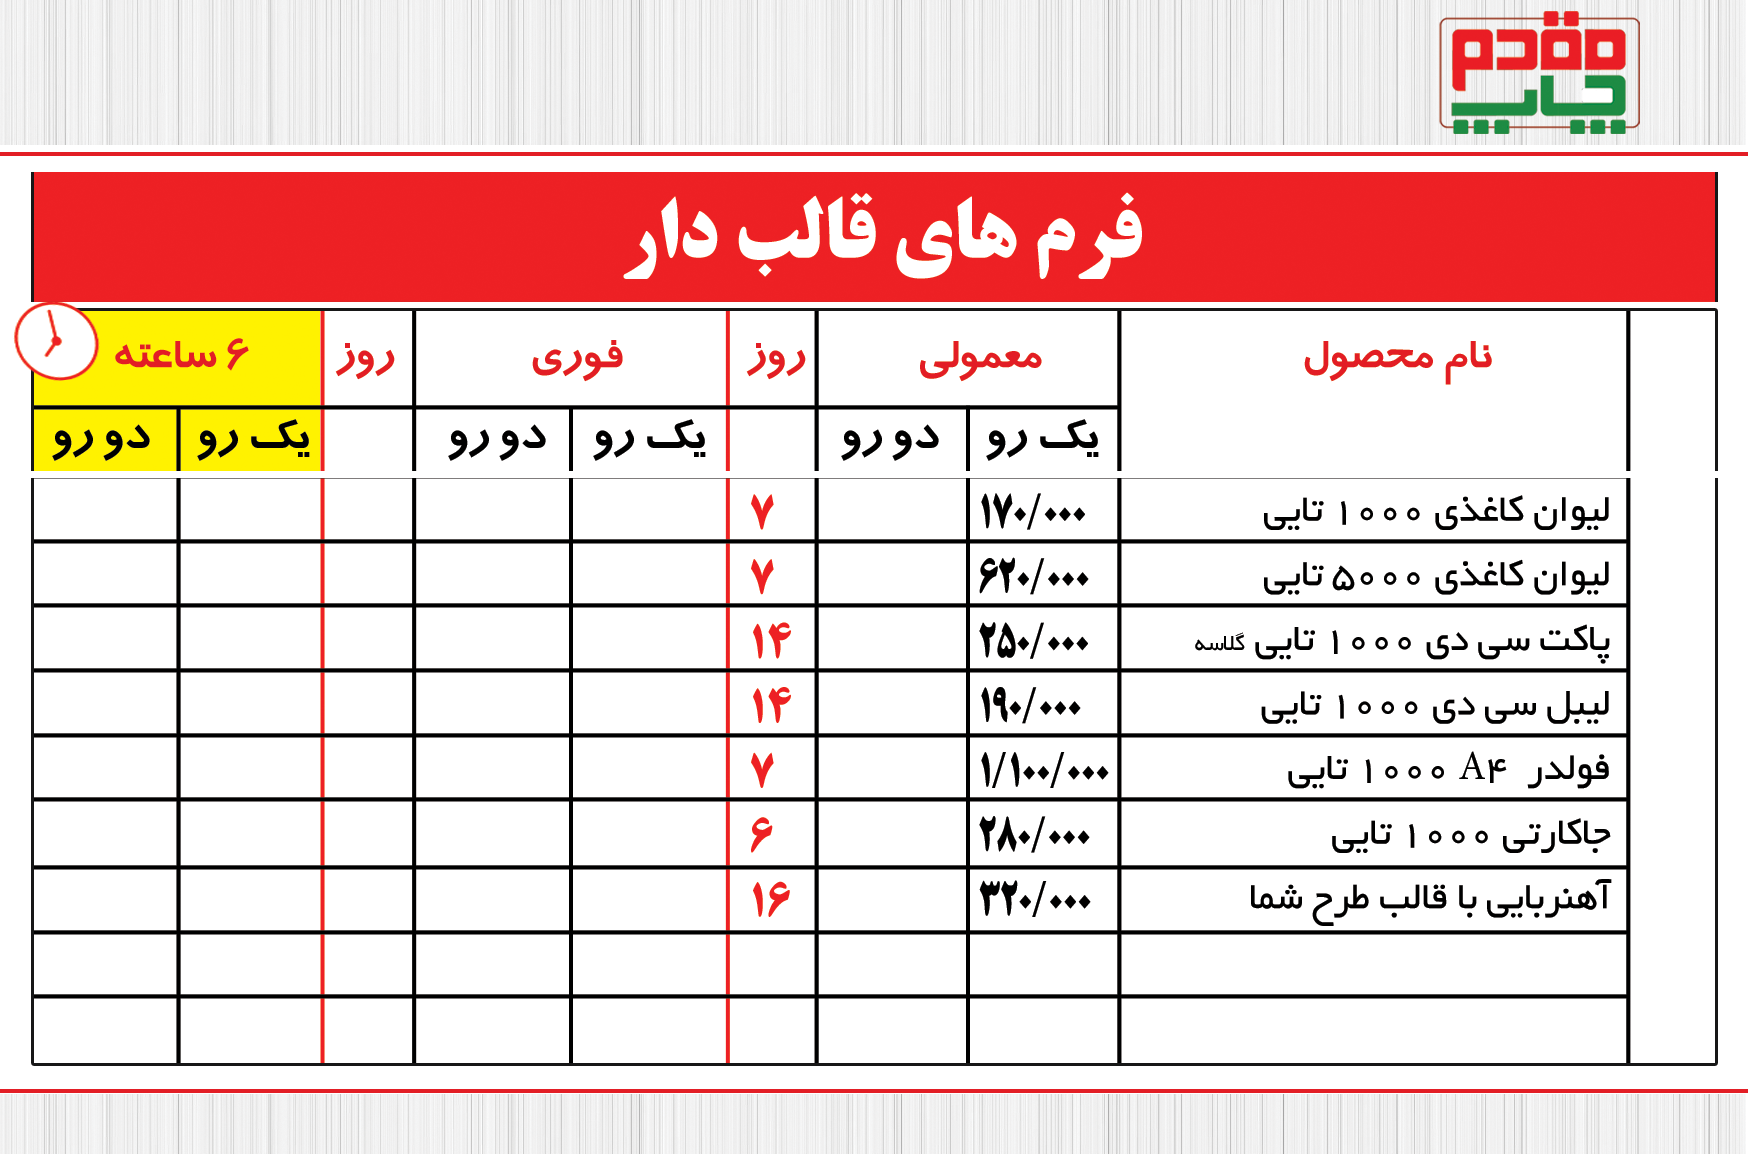 مقدم
چاپ
فرم های قالب دار
نام محصول معمولی روز فوری روز ۶ ساعته
یک رو دو رو یک رو دو رو یک رو دو رو
لیوان کاغذی ۱۰۰۰ تایی ۱۷۰/۰۰۰ ۷
لیوان کاغذی ۵۰۰۰ تایی ۶۲۰/۰۰۰ ۷
پاکت سی دی ۱۰۰۰ تایی گلاسه ۲۵۰/۰۰۰ ۱۴
لیبل سی دی ۱۰۰۰ تایی ۱۹۰/۰۰۰ ۱۴
فولدر A۴ ۱۰۰۰ تایی ۱/۱۰۰/۰۰۰ ۷
جاکارتی ۱۰۰۰ تایی ۲۸۰/۰۰۰ ۶
آهنربایی با قالب طرح شما ۳۲۰/۰۰۰ ۱۶